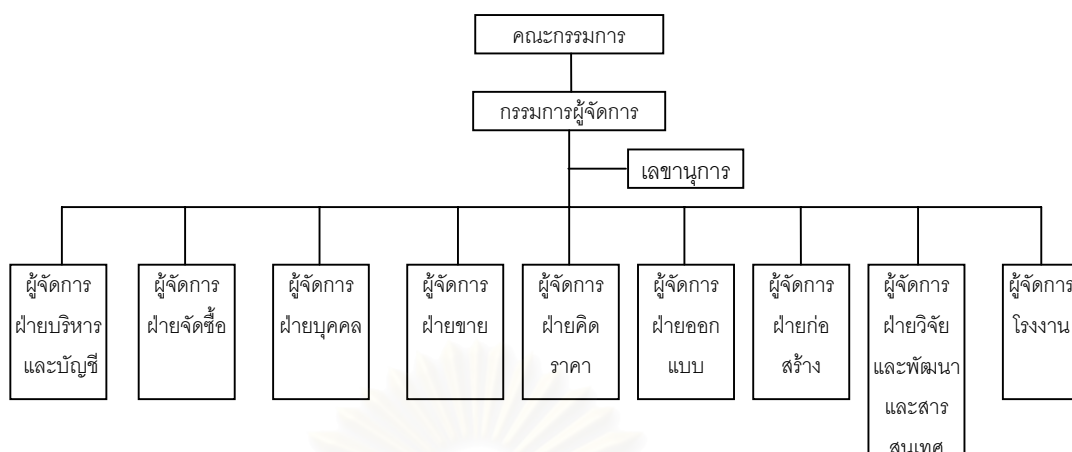 คณะกรรมการ
กรรมการผู้จัดการ
เลขานุการ
ผู้จัดการ
ฝ่ายบริหาร
และบัญชี
ผู้จัดการ
ฝ่ายจัดซื้อ
ผู้จัดการ
ฝ่ายบุคคล
ผู้จัดการ
ฝ่ายขาย
ผู้จัดการ
ฝ่ายคิด
ราคา
ผู้จัดการ
ฝ่ายออก
แบบ
ผู้จัดการ
ฝ่ายก่อ
สร้าง
ผู้จัดการ
ฝ่ายวิจัย
และพัฒนา
และสาร
สนเทศ
ผู้จัดการ
โรงงาน